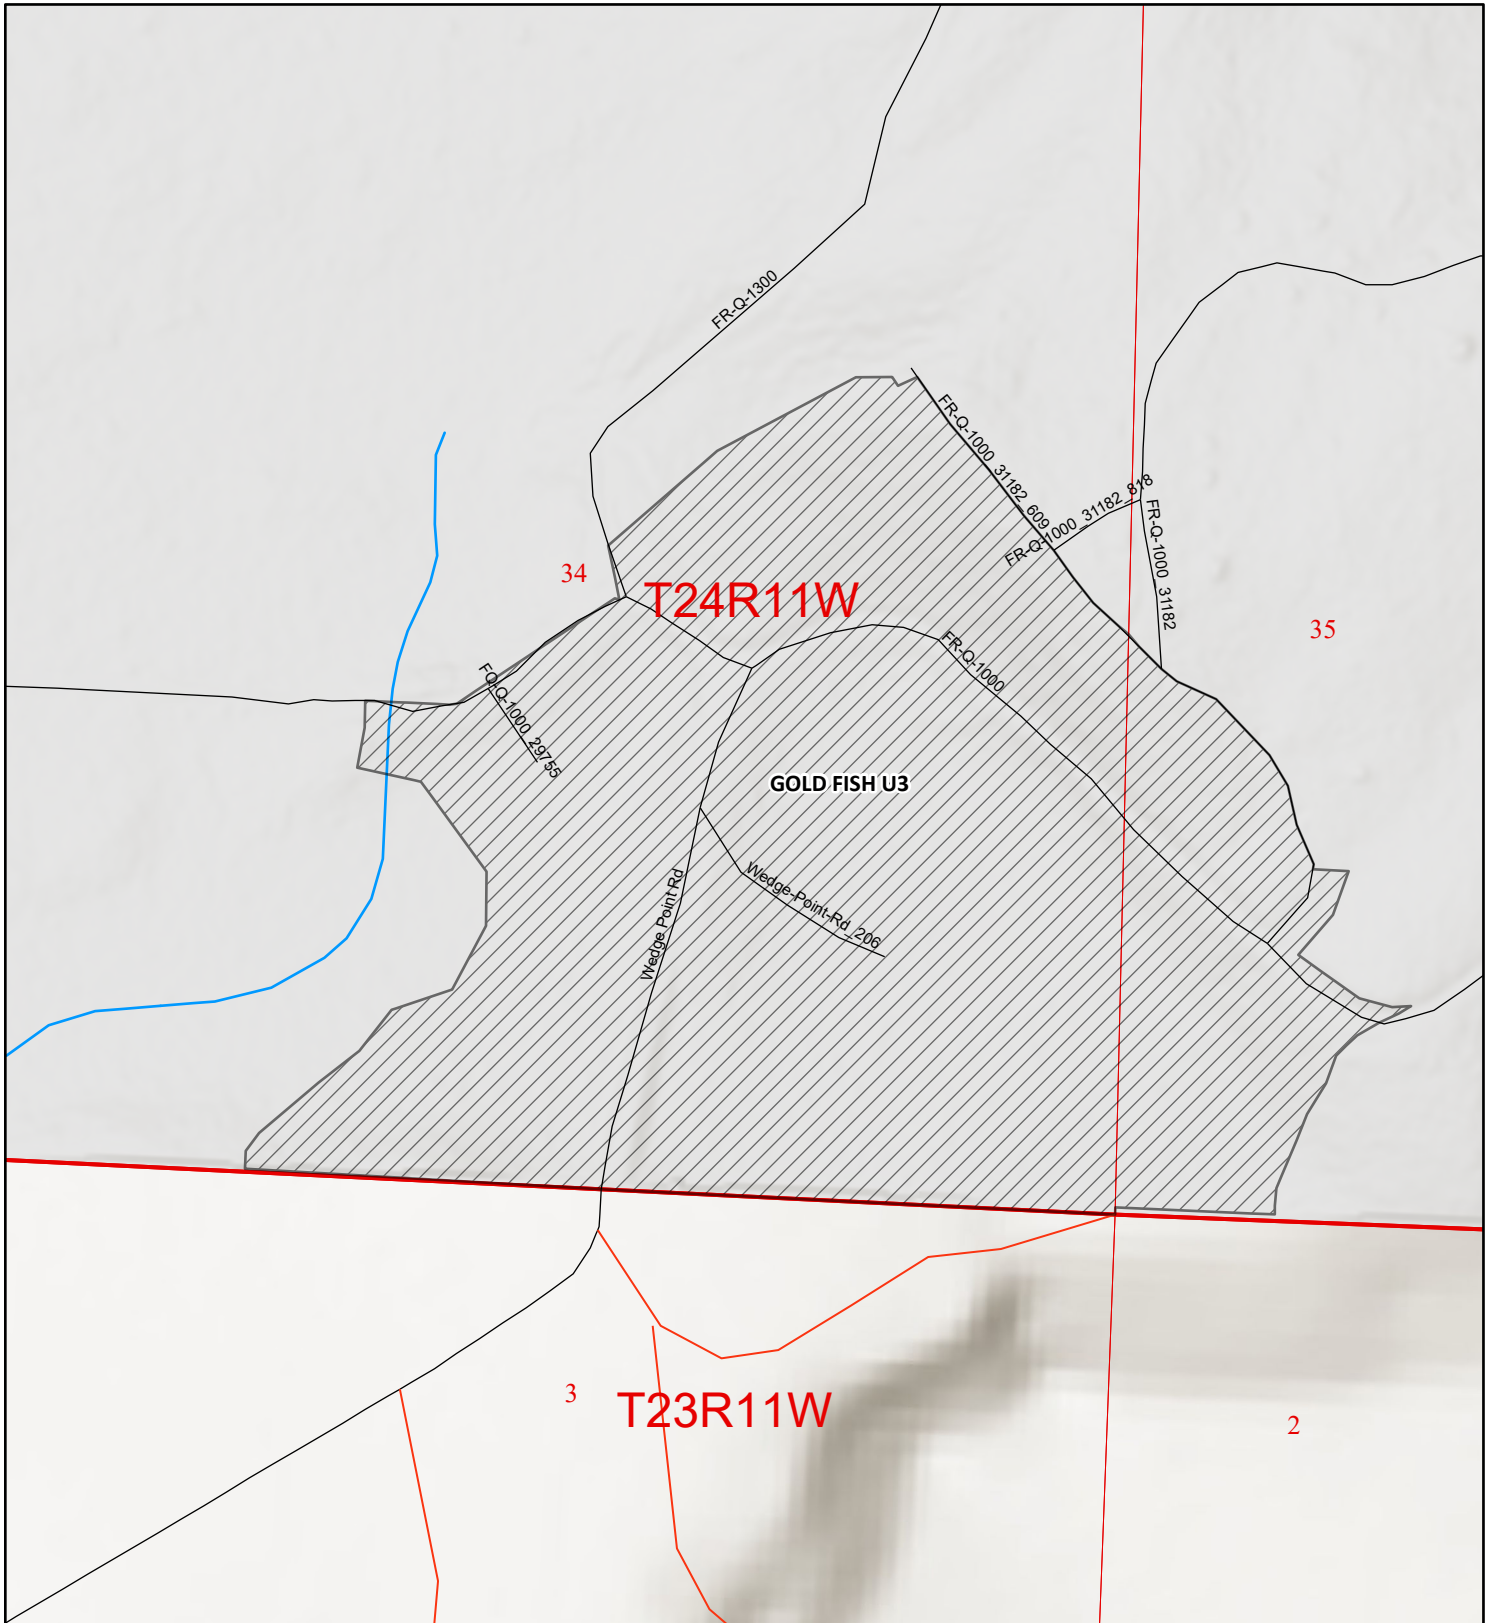 FR-Q-1300
FR-Q-1000_31182_609
FR-Q-1000_31182_818
FR-Q-1000_31182
34
T24R11W
35
FR-Q-1000
FQ-Q-1000_29755
GOLD FISH U3
Wedge Point Rd
Wedge-Point-Rd_206
3
T23R11W
2